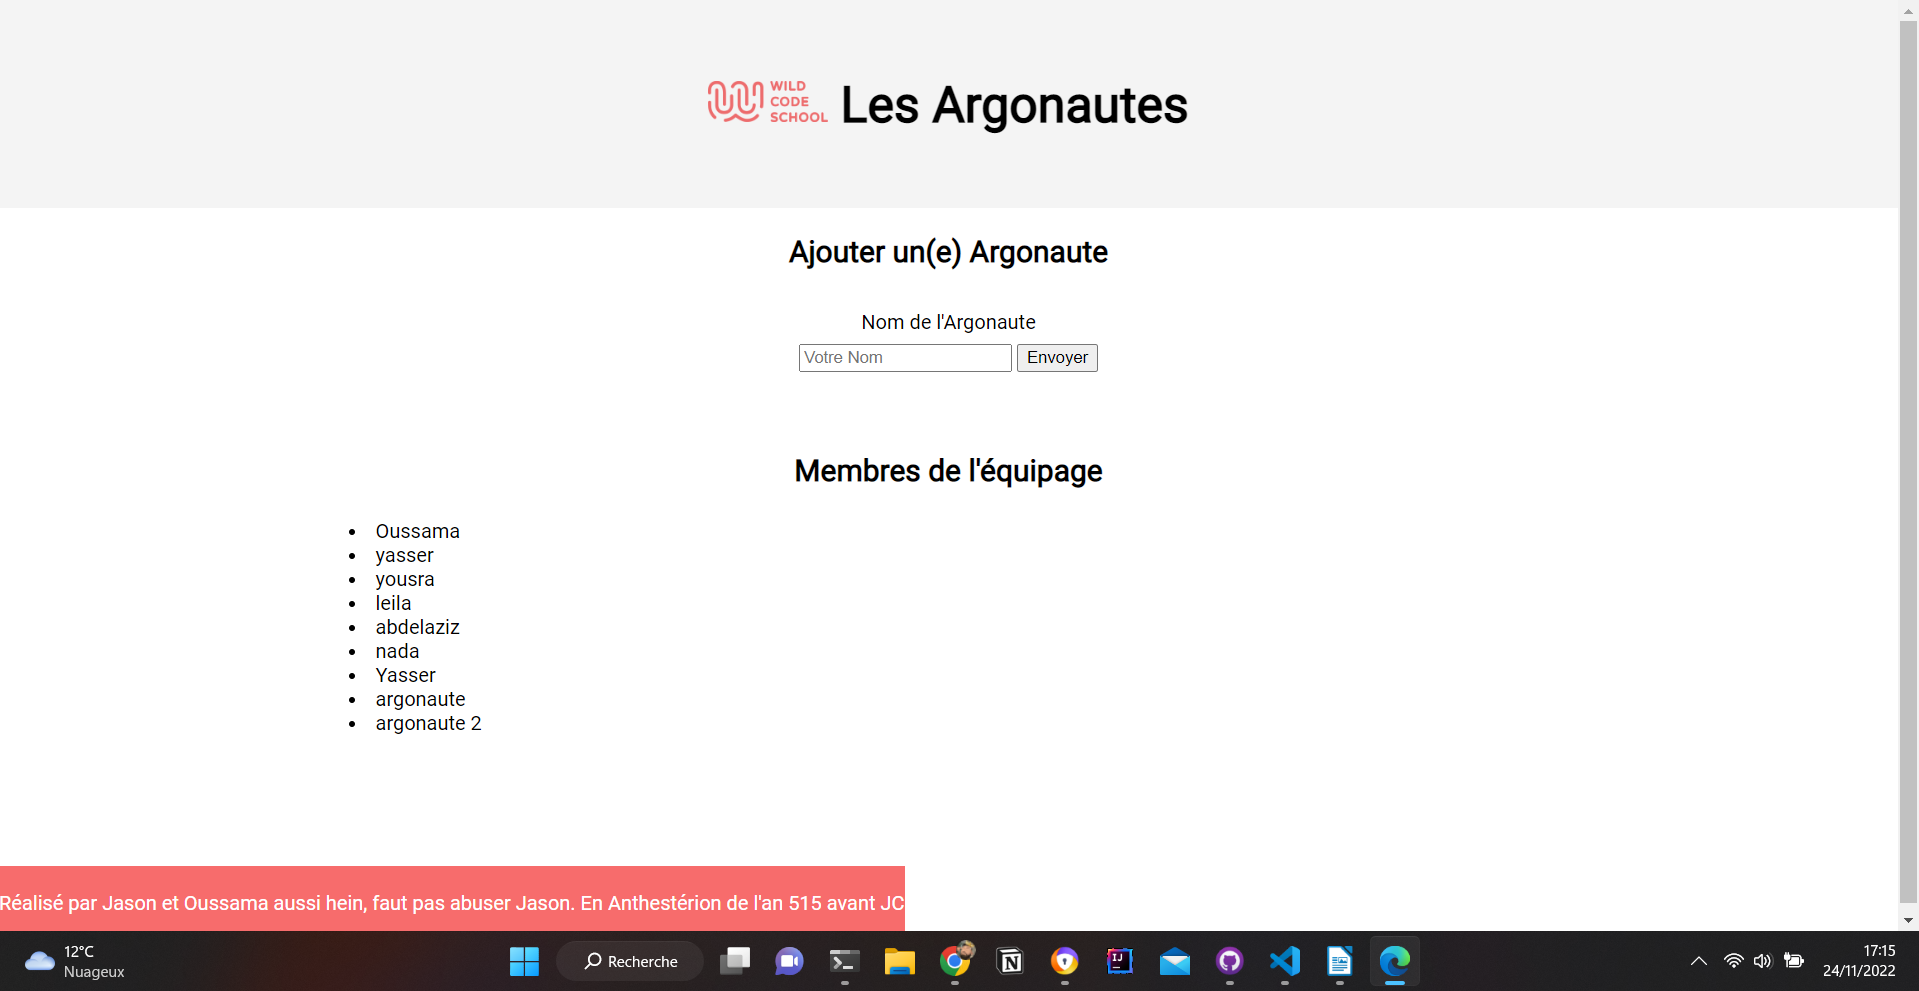 WILD
CODE
SCHOOL
Les Argonautes
Ajouter un(e) Argonaute
Nom de l'Argonaute
Votre Nom Envoyer
Membres de l'équipage
• Oussama
• yasser
• yousra
• leila
• abdelaziz
• nada
• Yasser
• argonaute
• argonaute 2
Réalisé par Jason et Oussama aussi hein, faut pas abuser Jason. En Anthestérion de l'an 515 avant JC
12°C
Nuageux
Recherche
17:15
24/11/2022